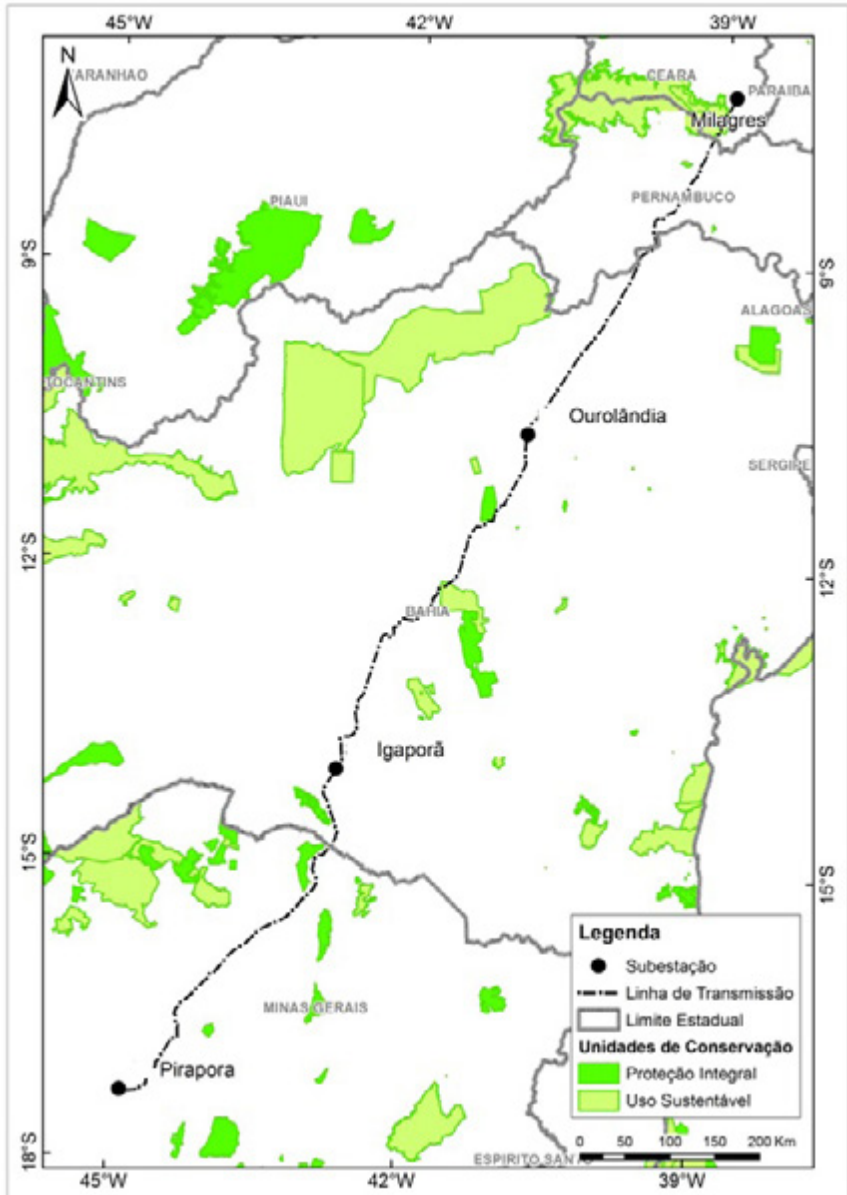 45°W 42°W 39°W
N
ARANHAO
CEARA
PARAIBA
Milagres
PIAUI
PERNAMBUCO
9°S 9°S
ALAGOAS
TOCANTINS
Ourolândia
SERGIPE
12°S 12°S
BAHIA
Igaporã
15°S 15°S
Legenda
Subestação
Linha de Transmissão
Limite Estadual
Unidades de Conservação
Proteção Integral
Uso Sustentável
0 50 100 150 200 Km
MINAS GERAIS
Pirapora
18°S
ESPIRITO SANTO
45°W 42°W 39°W